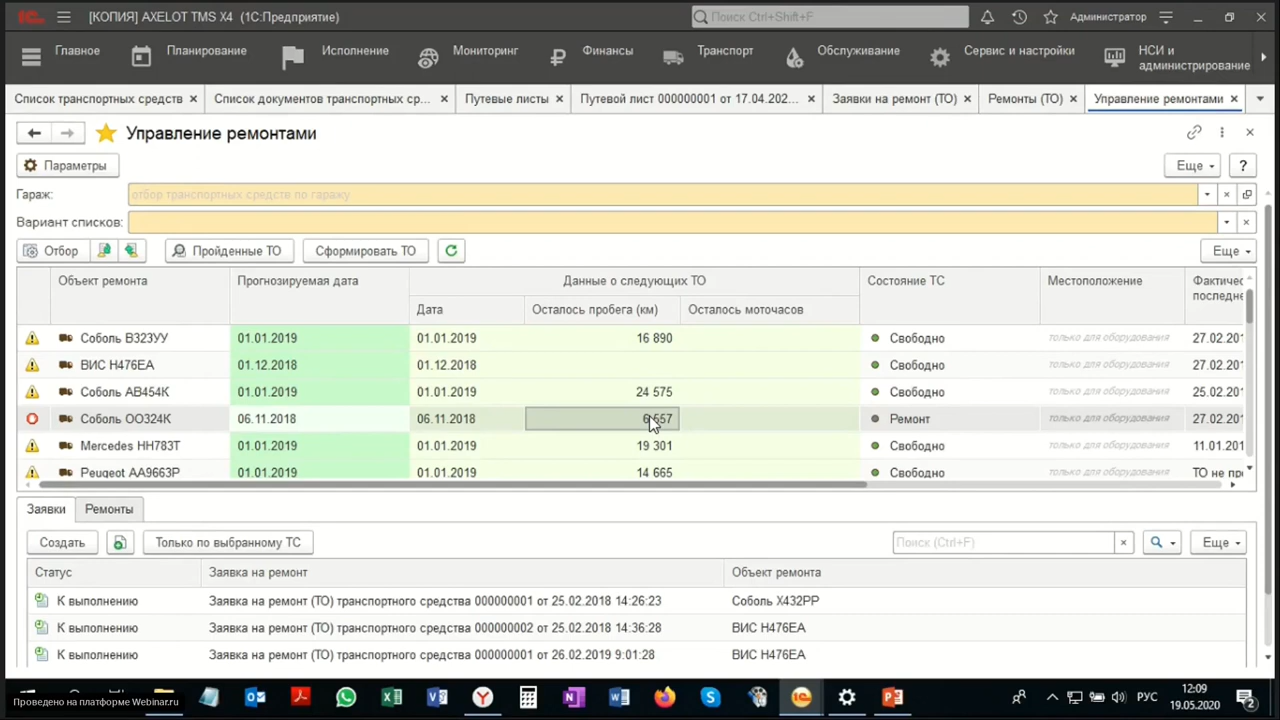 [КОПИЯ] AXELOT TMS X4 (1С:Предприятие)
Поиск Ctrl+Shift+F
Администратор
Главное
Планирование
Исполнение
Мониторинг
Финансы
Транспорт
Обслуживание
Сервис и настройки
НСИ и администрирование
Список транспортных средств
Список документов транспортных ср...
Путевые листы
Путевой лист 000000001 от 17.04.202...
Заявки на ремонт (ТО)
Ремонты (ТО)
Управление ремонтами
Управление ремонтами
Параметры
Еще
?
Гараж:
отбор транспортных средств по гаражу
Вариант списков:
Отбор
Пройденные ТО
Сформировать ТО
Еще
Объект ремонта
Прогнозируемая дата
Данные о следующих ТО
Состояние ТС
Местоположение
Фактичес
последне
Дата
Осталось пробега (км)
Осталось моточасов
Соболь В323УУ 01.01.2019 01.01.2019 16 890 Свободно только для оборудования 27.02.201
ВИС Н476ЕА 01.12.2018 01.12.2018 Свободно только для оборудования 27.02.201
Соболь АВ454К 01.01.2019 01.01.2019 24 575 Свободно только для оборудования 25.02.201
Соболь ОО324К 06.11.2018 06.11.2018 Ремонт только для оборудования 27.02.201
Mercedes НН783Т 01.01.2019 01.01.2019 19 301 Свободно только для оборудования 11.01.201
Peugeot АА9663Р 01.01.2019 01.01.2019 14 665 Свободно только для оборудования ТО не про
Заявки
Ремонты
Создать
Только по выбранному ТС
Поиск (Ctrl+F)
Еще
Статус
Заявка на ремонт
Объект ремонта
К выполнению Заявка на ремонт (ТО) транспортного средства 000000001 от 25.02.2018 14:26:23 Соболь Х432РР
К выполнению Заявка на ремонт (ТО) транспортного средства 000000002 от 25.02.2018 14:36:28 ВИС Н476ЕА
К выполнению Заявка на ремонт (ТО) транспортного средства 000000001 от 26.02.2019 9:01:28 ВИС Н476ЕА
Проведено на платформе Webinar.ru
РУС
12:09
19.05.2020
2